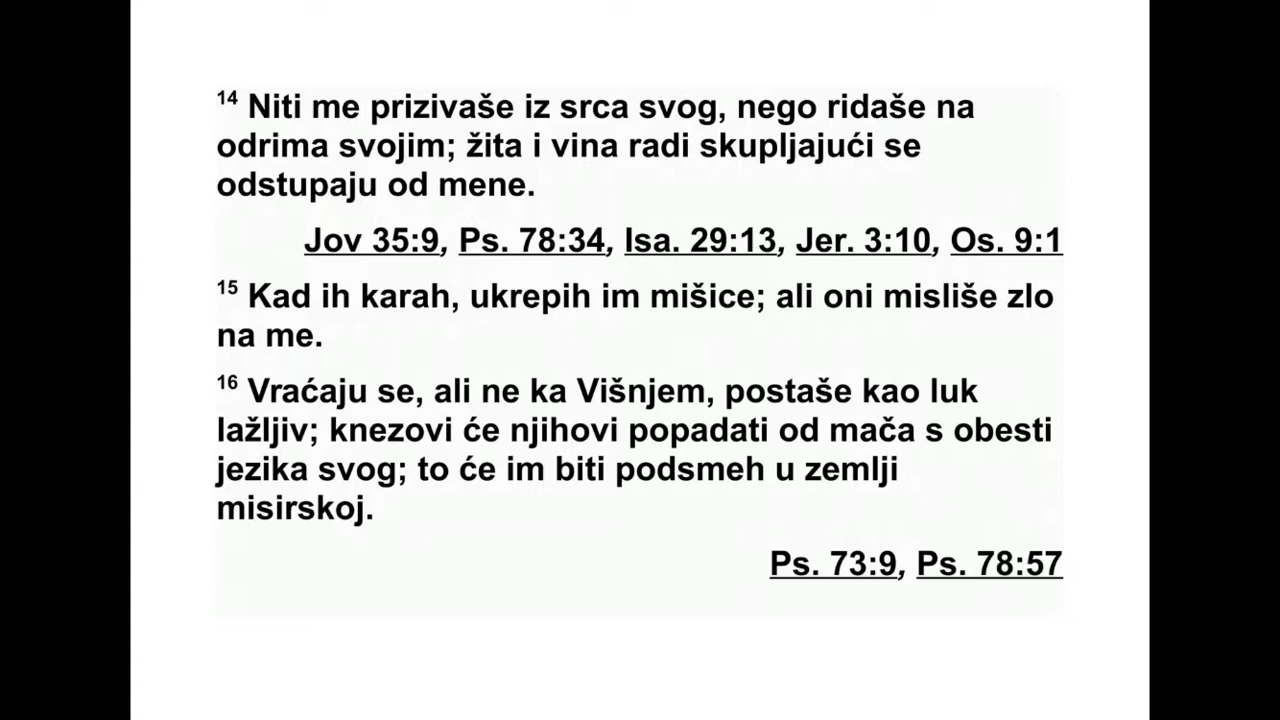 14 Niti me prizivaše iz srca svog, nego ridaše na
odrima svojim; žita i vina radi skupljajući se
odstupaju od mene.
Jov 35:9, Ps. 78:34, Isa. 29:13, Jer. 3:10, Os. 9:1
15 Kad ih karah, ukrepih im mišice; ali oni misliše zlo
na me.
16 Vraćaju se, ali ne ka Višnjem, postaše kao luk
lažljiv; knezovi će njihovi popadati od mača s obesti
jezika svog; to će im biti podsmeh u zemlji
misirskoj.
Ps. 73:9, Ps. 78:57